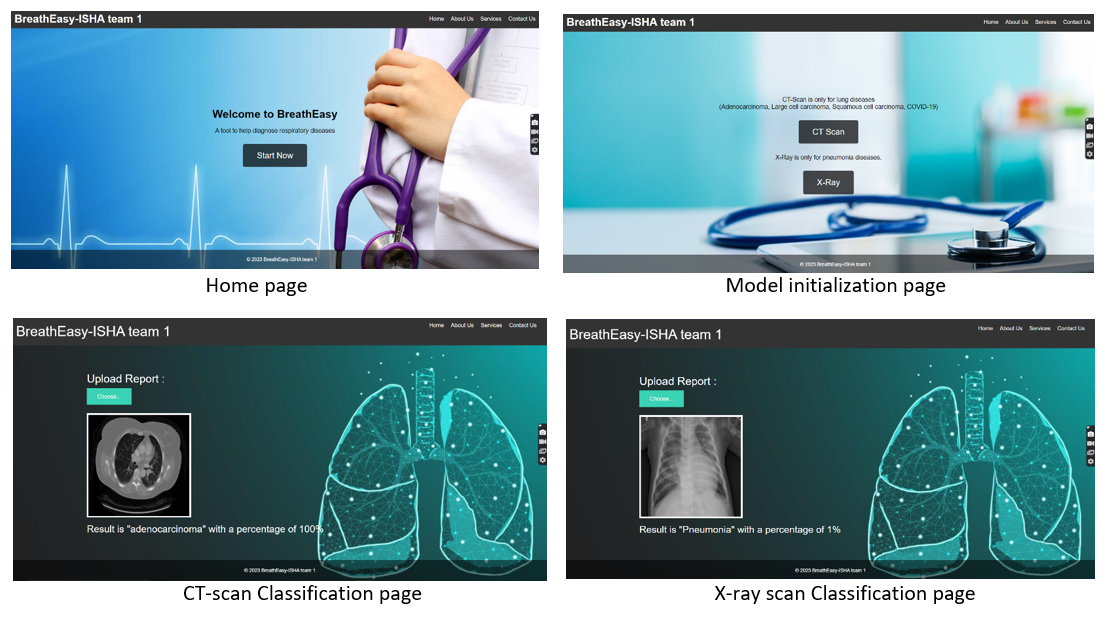 BreathEasy-ISHA team 1
Home About Us Services Contact Us
Welcome to BreathEasy
A tool to help diagnose respiratory diseases
Start Now
© 2023 BreathEasy-ISHA team 1
Home page
BreathEasy-ISHA team 1
Home About Us Services Contact Us
CT-Scan is only for lung diseases
(Adenocarcinoma, Large cell carcinoma, Squamous cell carcinoma, COVID-19)
CT Scan
X-Ray is only for pneumonia diseases.
X-Ray
© 2023 BreathEasy-ISHA team 1
Model initialization page
BreathEasy-ISHA team 1
Home About Us Services Contact Us
Upload Report :
Choose...
Result is "adenocarcinoma" with a percentage of 100%
© 2023 BreathEasy-ISHA team 1
CT-scan Classification page
BreathEasy-ISHA team 1
Home About Us Services Contact Us
Upload Report :
Choose...
Result is "Pneumonia" with a percentage of 1%
© 2023 BreathEasy-ISHA team 1
X-ray scan Classification page